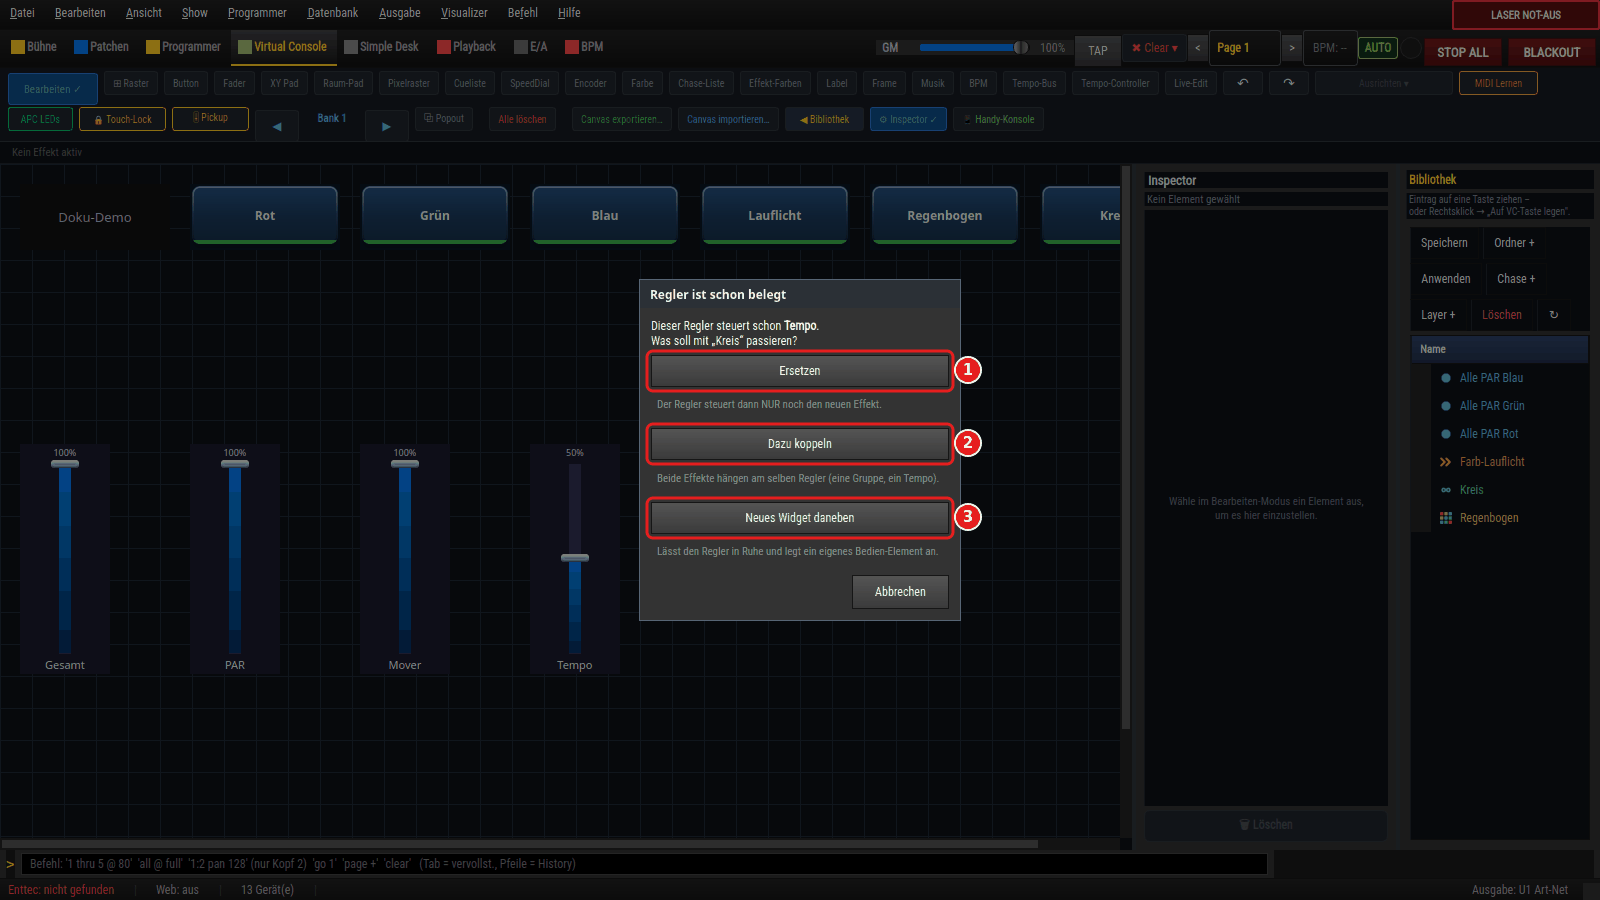 Datei Bearbeiten Ansicht Show Programmer Datenbank Ausgabe Visualizer Befehl Hilfe
LASER NOT-AUS
Bühne Patchen Programmer Virtual Console Simple Desk Playback E/A BPM
GM 100% TAP ✖ Clear ▾ < Page 1 > BPM: -- AUTO STOP ALL BLACKOUT
Bearbeiten ✓ ⊞ Raster Button Fader XY Pad Raum-Pad Pixelraster Cueliste SpeedDial Encoder Farbe Chase-Liste Effekt-Farben Label Frame Musik BPM Tempo-Bus Tempo-Controller Live-Edit ↶ ↷ Ausrichten ▾ MIDI Lernen
APC LEDs Touch-Lock Pickup ◀ Bank 1 ▶ Popout Alle löschen Canvas exportieren... Canvas importieren... ◀ Bibliothek ⚙ Inspector ✓ Handy-Konsole
Kein Effekt aktiv
Doku-Demo
Rot Grün Blau Lauflicht Regenbogen Kre
Inspector
Kein Element gewählt
Wähle im Bearbeiten-Modus ein Element aus,
um es hier einzustellen.
Löschen
Bibliothek
Eintrag auf eine Taste ziehen –
oder Rechtsklick → „Auf VC-Taste legen“.
Speichern Ordner +
Anwenden Chase +
Layer + Löschen ↻
Name
Alle PAR Blau
Alle PAR Grün
Alle PAR Rot
Farb-Lauflicht
Kreis
Regenbogen
Regler ist schon belegt
Dieser Regler steuert schon Tempo.
Was soll mit „Kreis“ passieren?
Ersetzen 1
Der Regler steuert dann NUR noch den neuen Effekt.
Dazu koppeln 2
Beide Effekte hängen am selben Regler (eine Gruppe, ein Tempo).
Neues Widget daneben 3
Lässt den Regler in Ruhe und legt ein eigenes Bedien-Element an.
Abbrechen
100% 100% 100% 50%
Gesamt PAR Mover Tempo
> Befehl: '1 thru 5 @ 80' 'all @ full' '1:2 pan 128' (nur Kopf 2) 'go 1' 'page +' 'clear' (Tab = vervollst., Pfeile = History)
Enttec: nicht gefunden Web: aus 13 Gerät(e) Ausgabe: U1 Art-Net